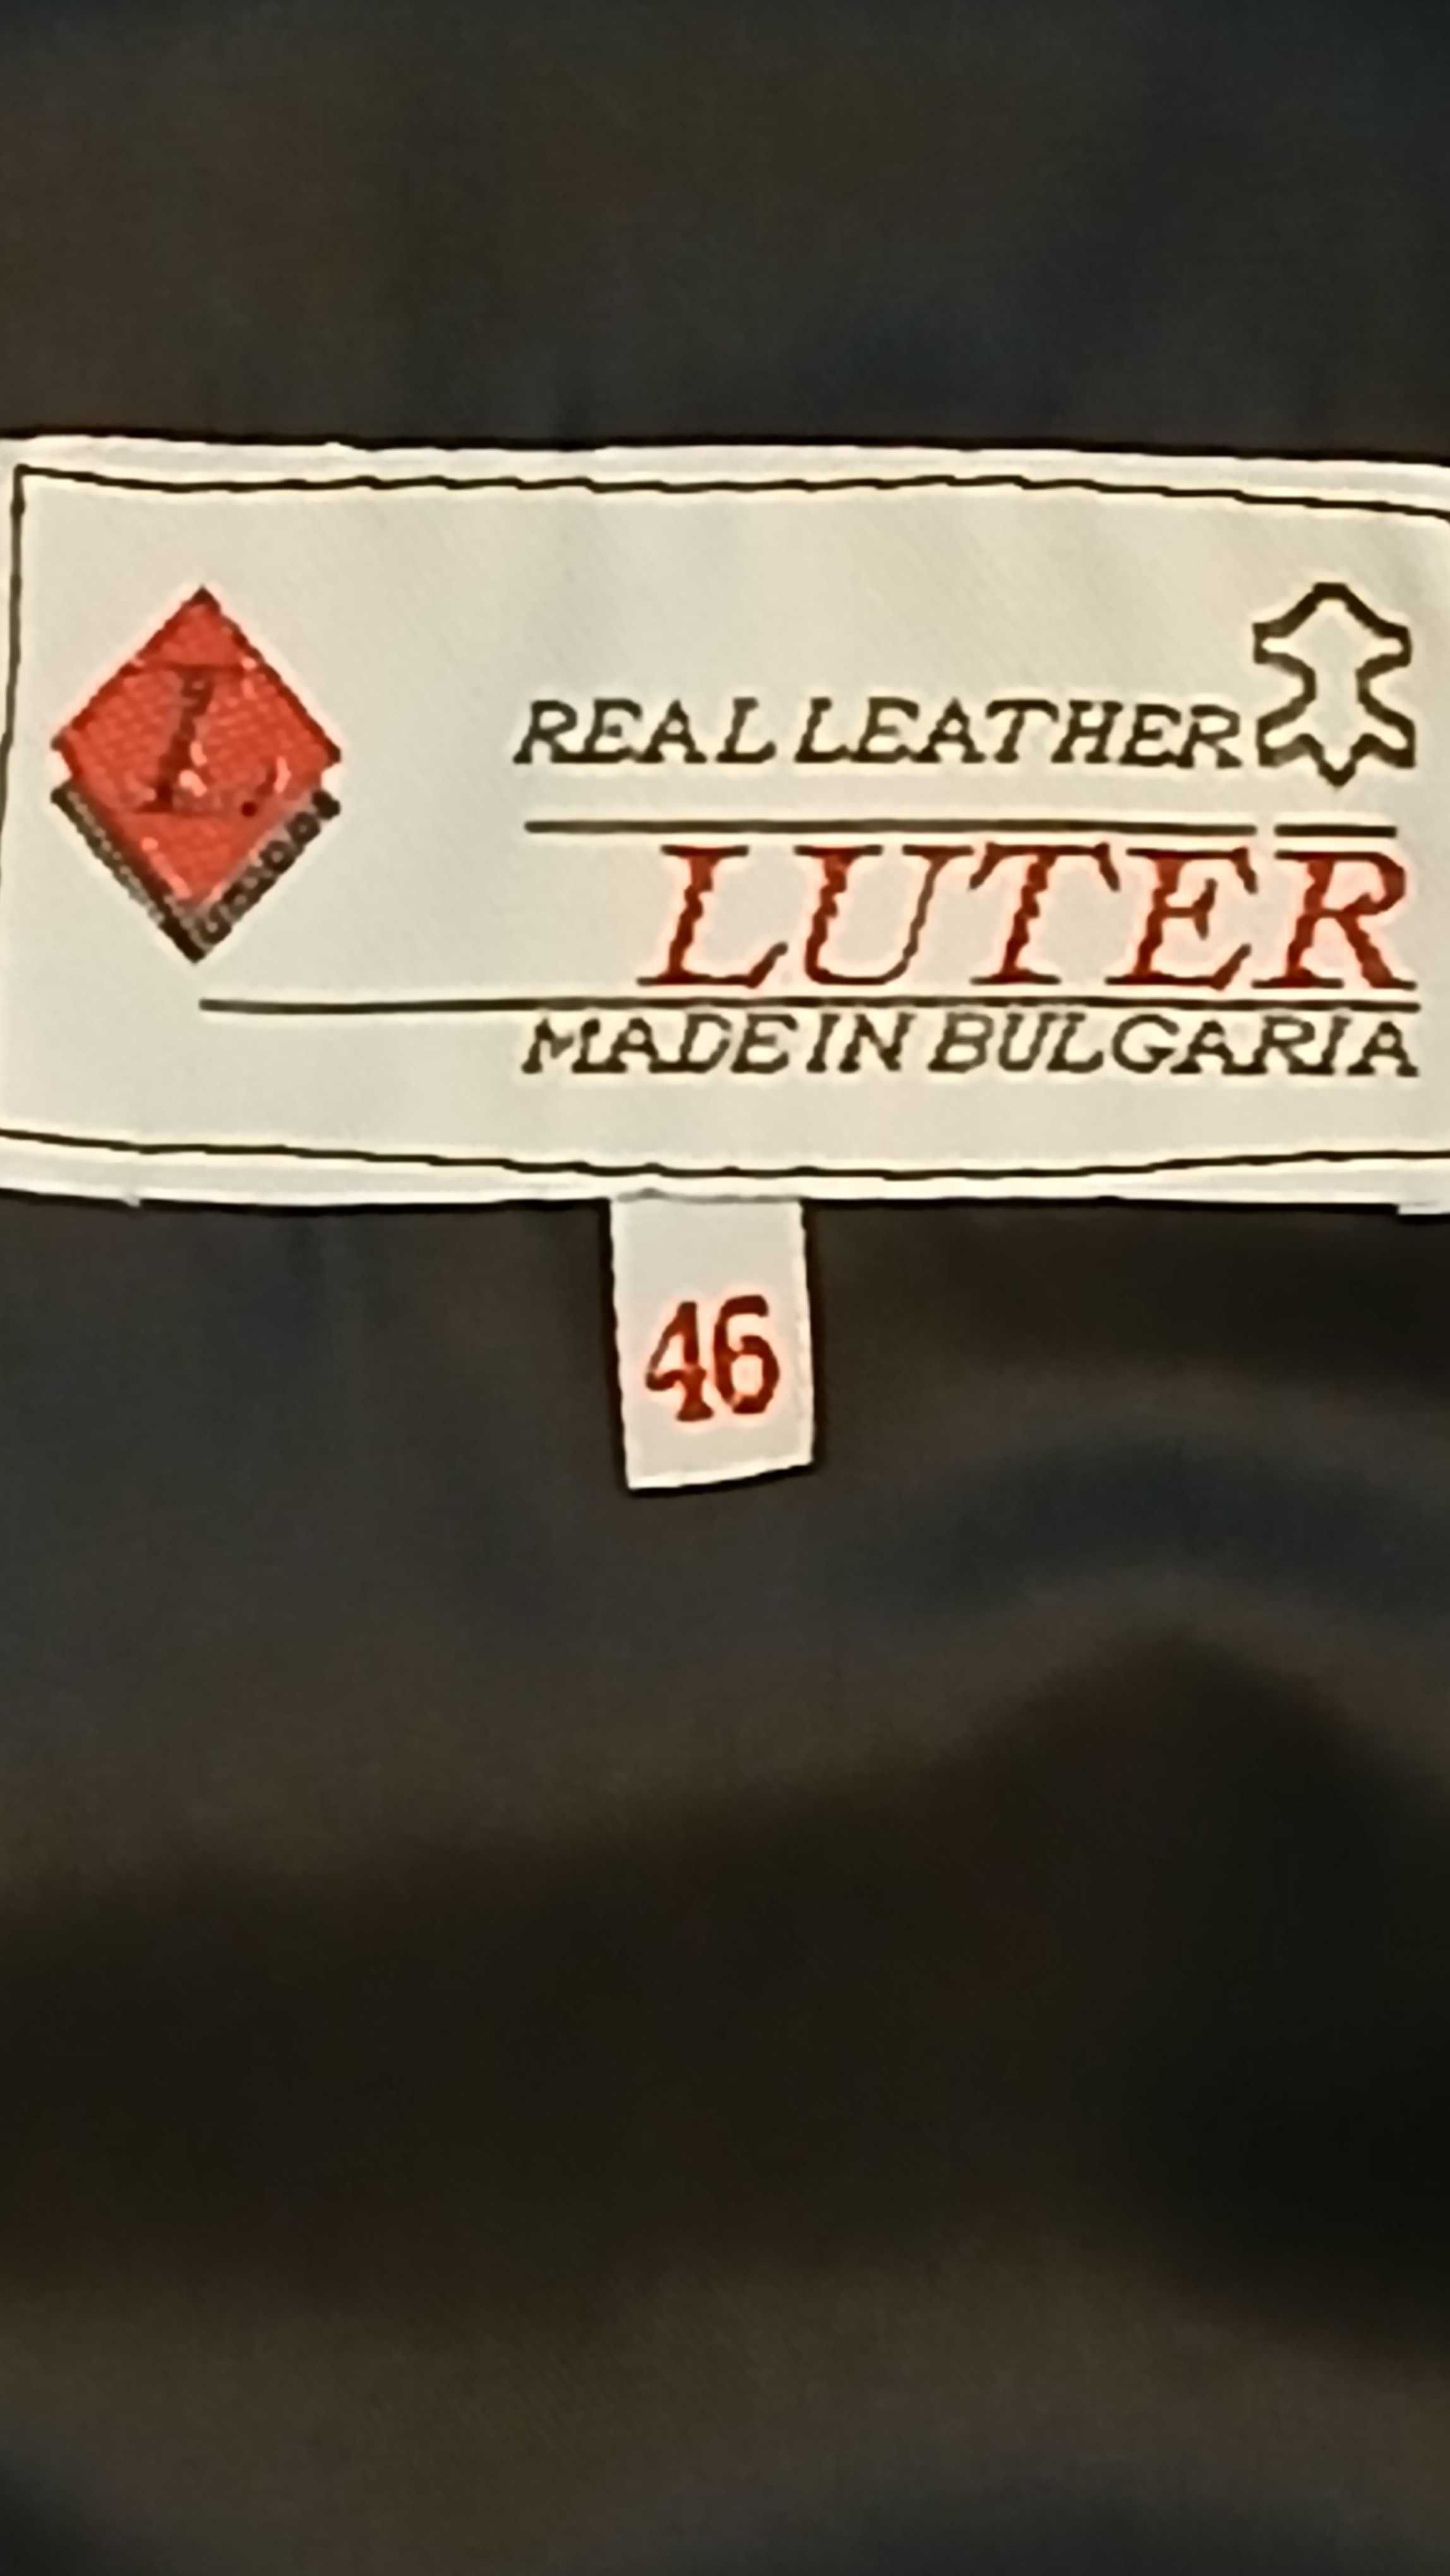 L
REAL LEATHER
LUTER
MADE IN BULGARIA
46